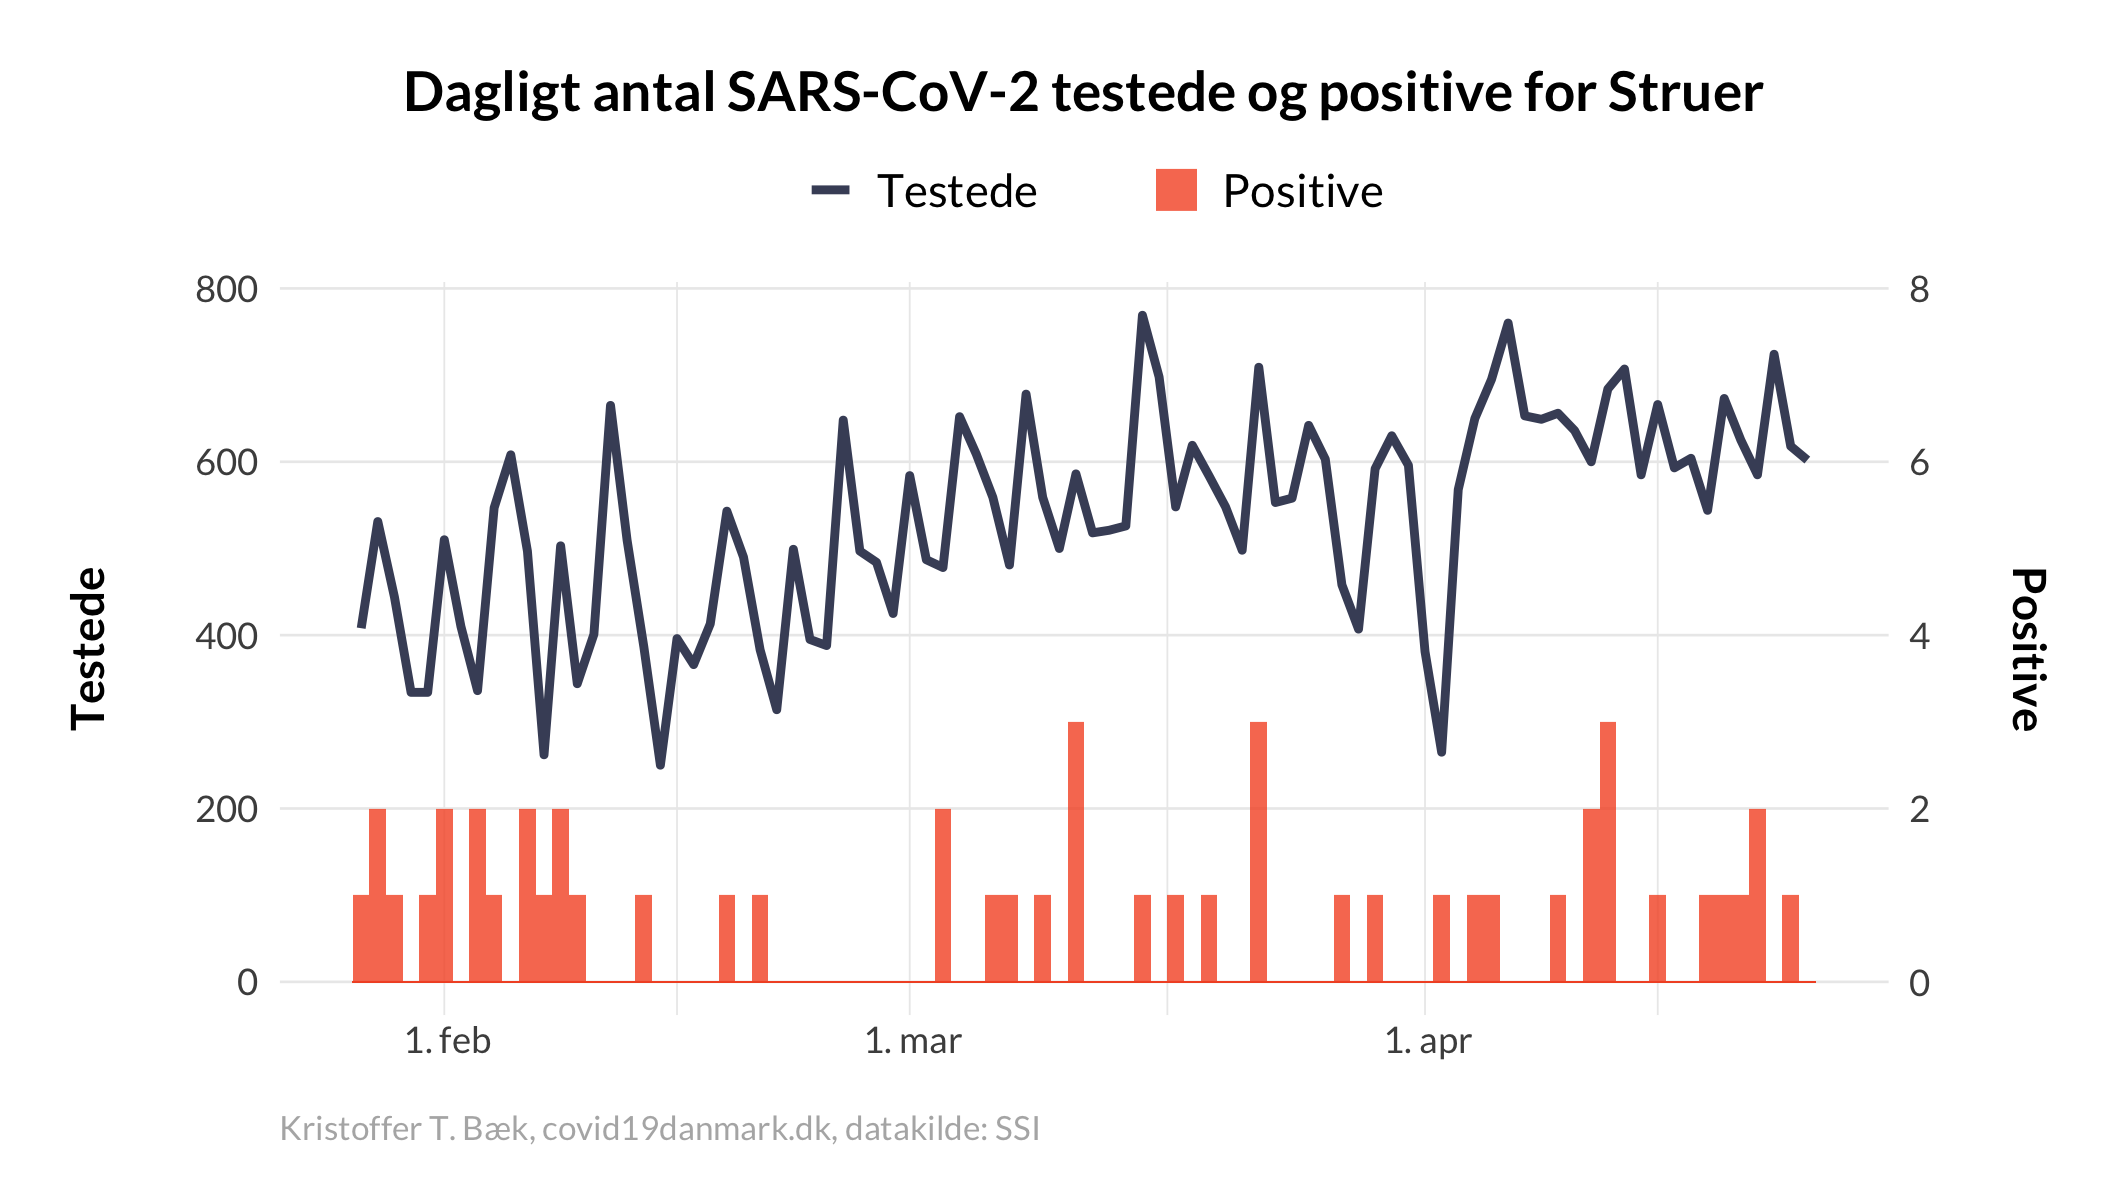 Dagligt antal SARS-CoV-2 testede og positive for Struer
Testede Positive
800 8
600 6
400 4
200 2
0 0
Testede
Positive
1. feb 1. mar 1. apr
Kristoffer T. Bæk, covid19danmark.dk, datakilde: SSI